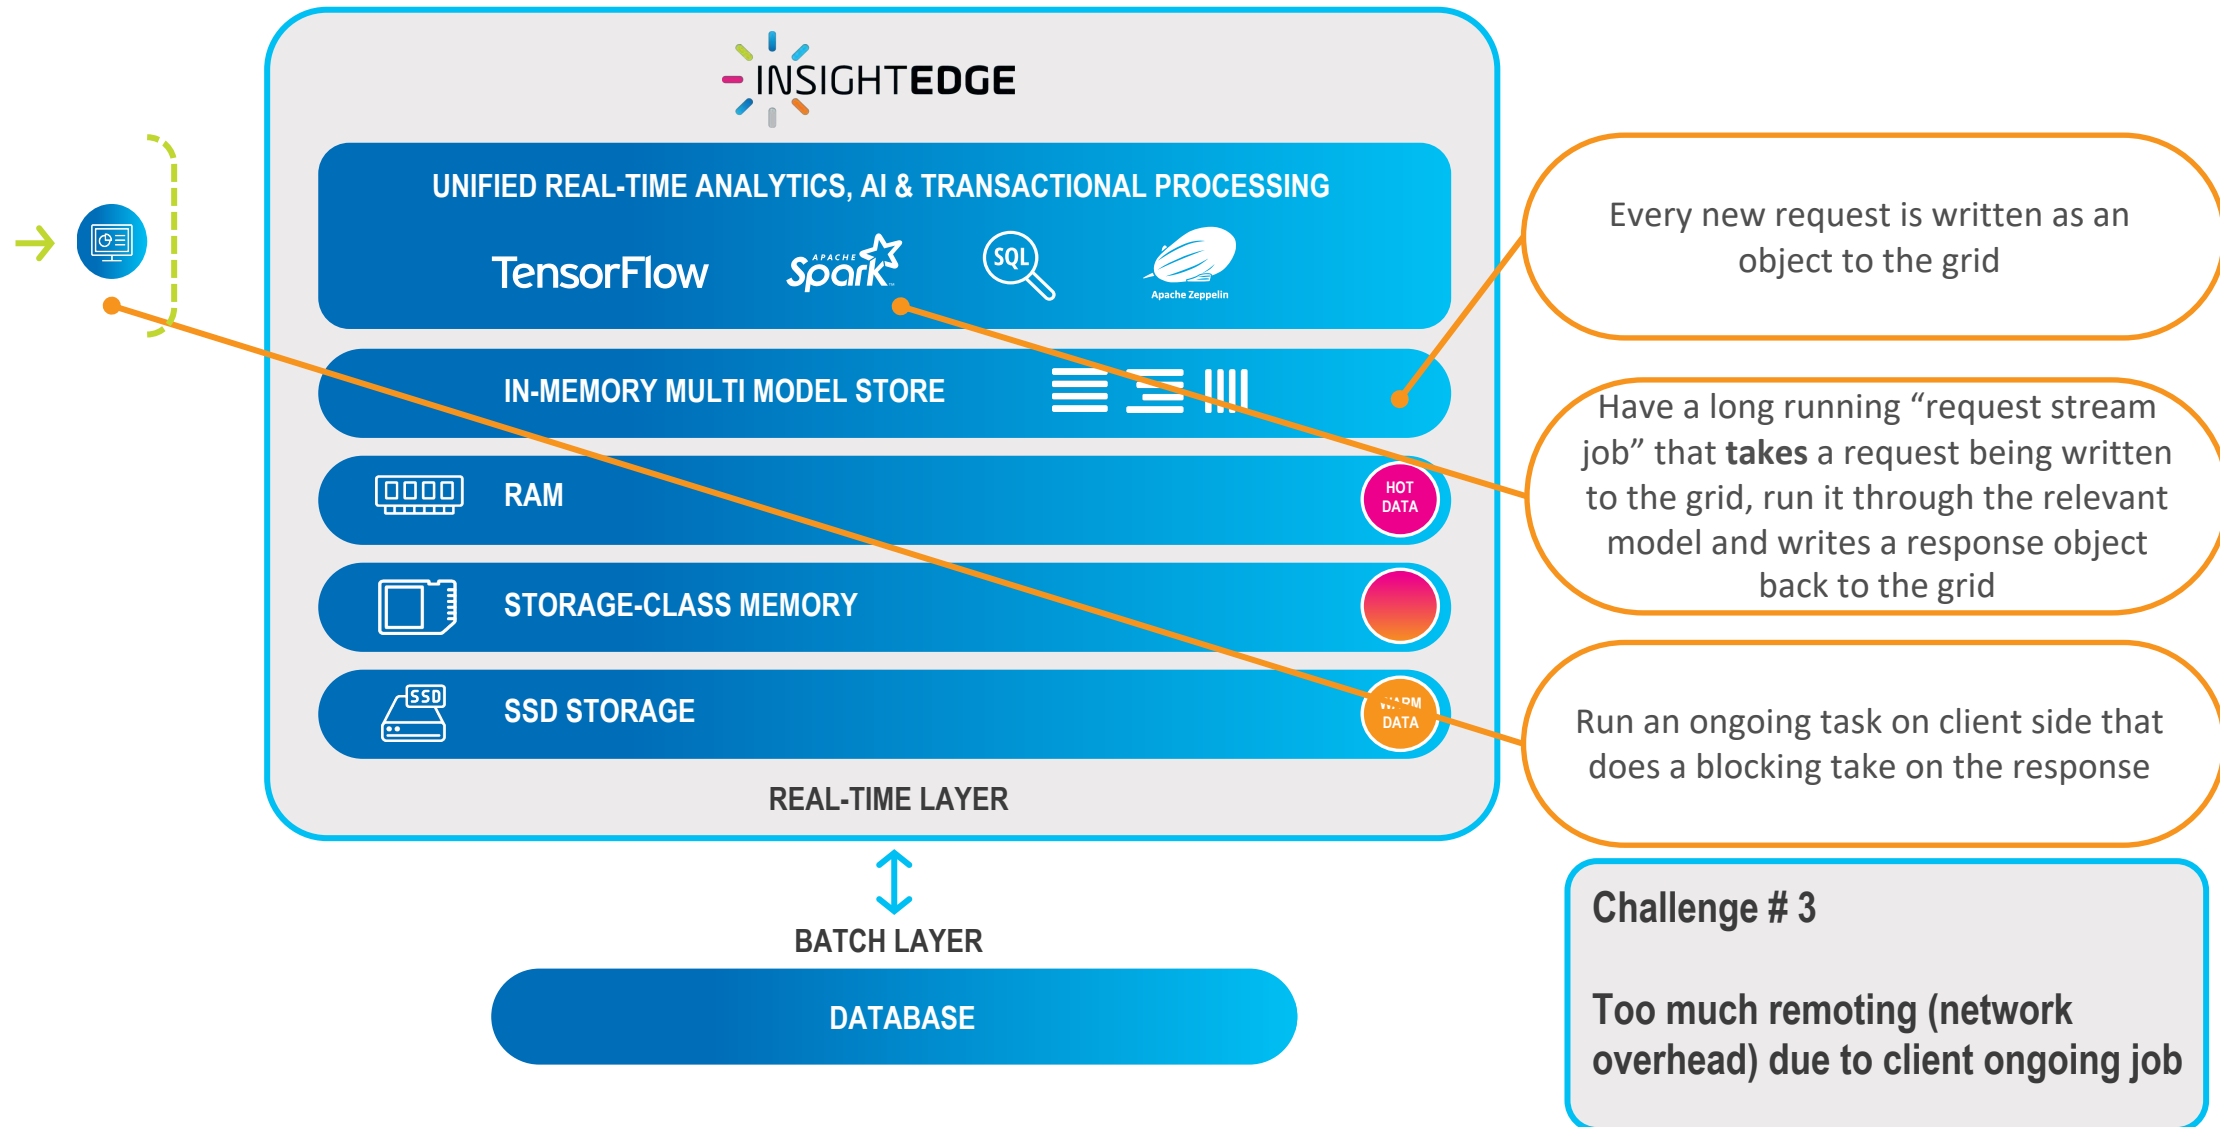 INSIGHTEDGE
UNIFIED REAL-TIME ANALYTICS, AI & TRANSACTIONAL PROCESSING
TensorFlow
APACHE
Spark
SQL
Apache Zeppelin
IN-MEMORY MULTI MODEL STORE
RAM
HOT
DATA
STORAGE-CLASS MEMORY
SSD
SSD STORAGE
WARM
DATA
REAL-TIME LAYER
BATCH LAYER
DATABASE
Every new request is written as an
object to the grid
Have a long running “request stream
job” that takes a request being written
to the grid, run it through the relevant
model and writes a response object
back to the grid
Run an ongoing task on client side that
does a blocking take on the response
Challenge # 3
Too much remoting (network
overhead) due to client ongoing job